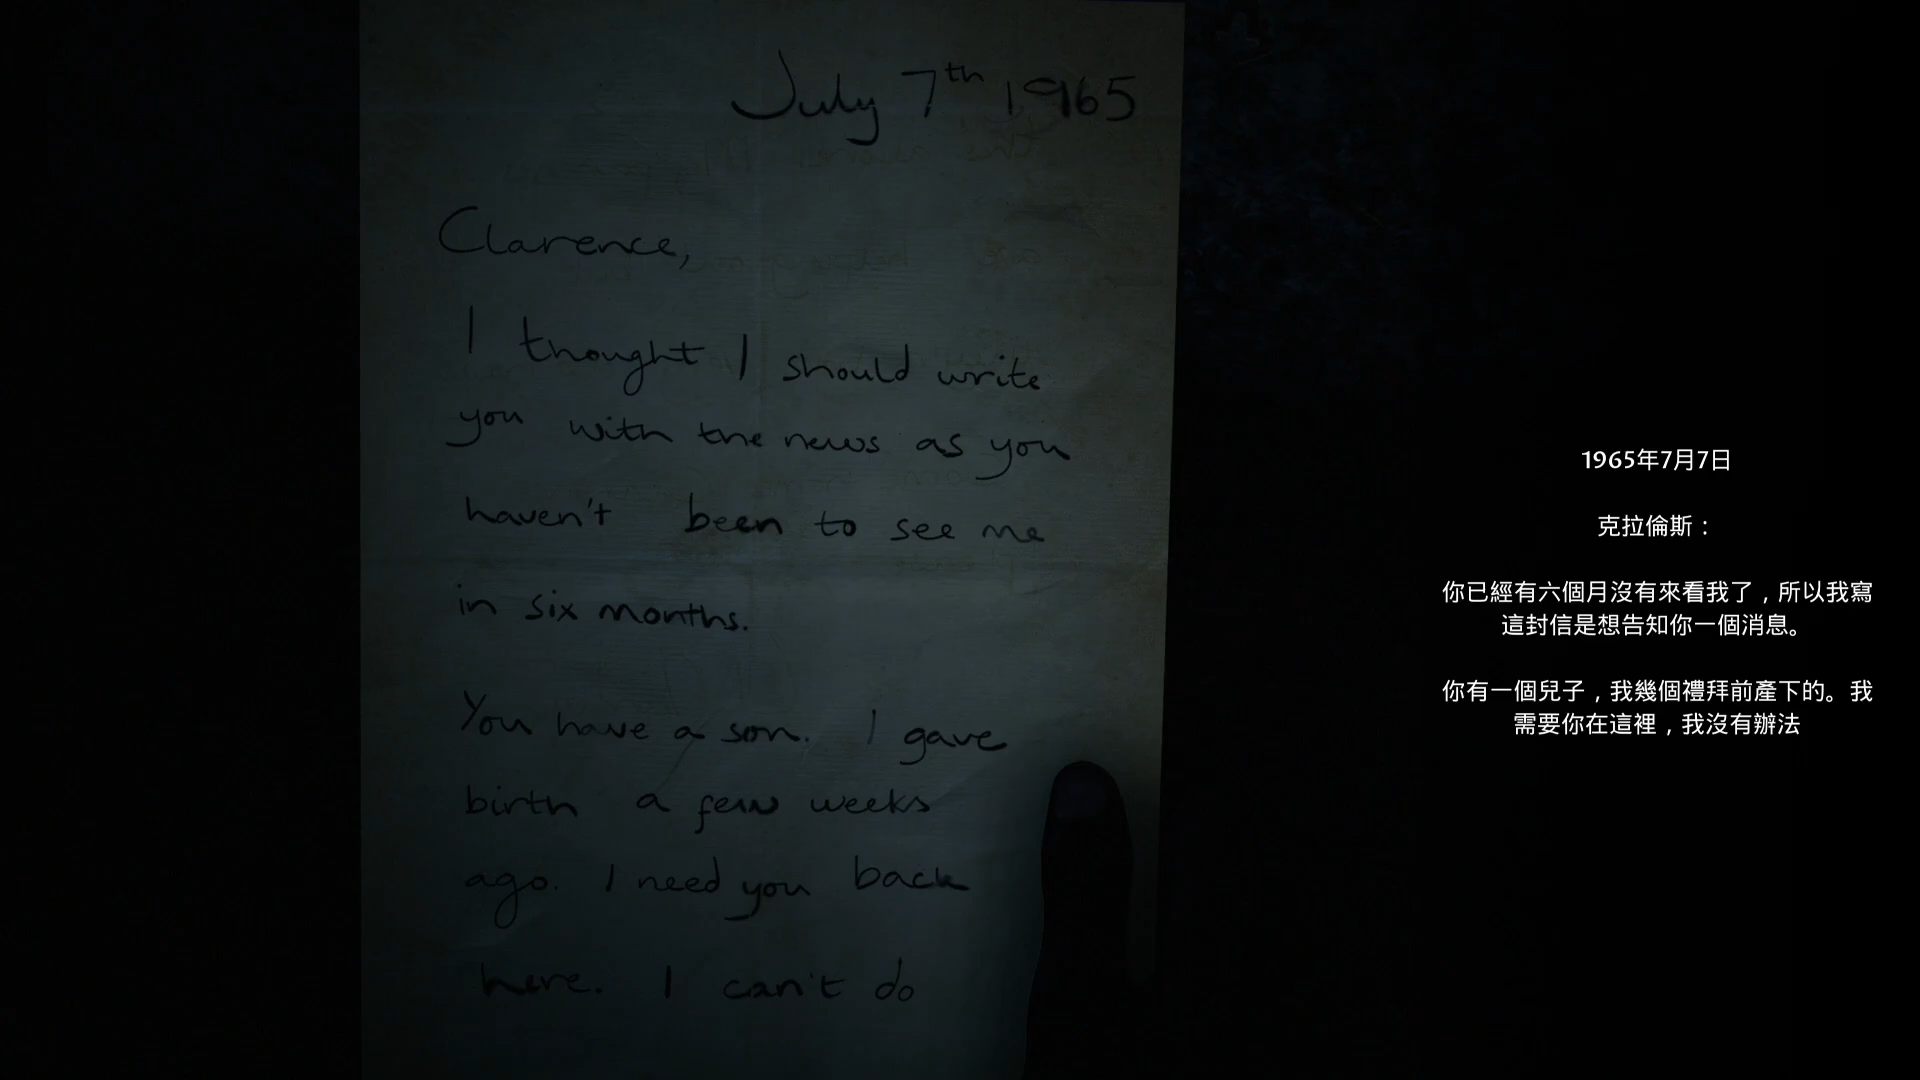 July 7th 1965
Clarence,
I thought I should write
you with the news as you
haven't been to see me
in six months.
You have a son. I gave
birth a few weeks
ago. I need you back
here. I can't do
1965年7月7日
克拉倫斯：
你已經有六個月沒有來看我了，所以我寫
這封信是想告知你一個消息。
你有一個兒子，我幾個禮拜前產下的。我
需要你在這裡，我沒有辦法